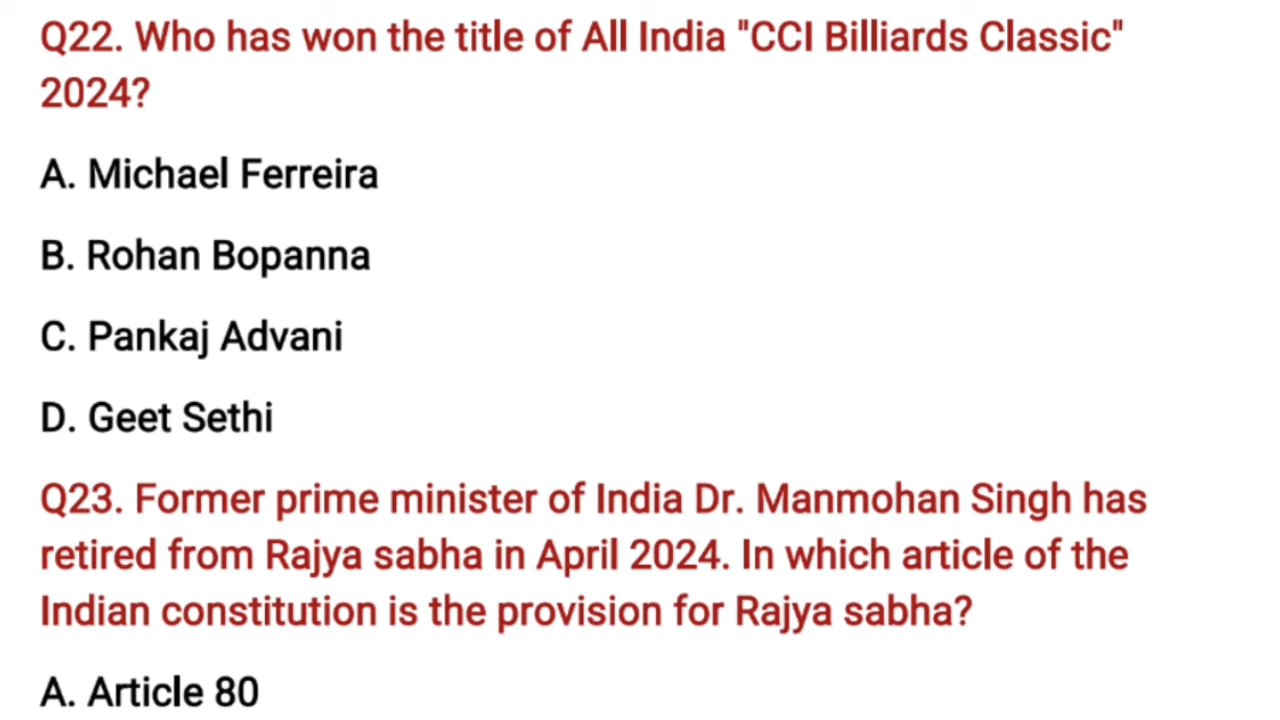 Q22. Who has won the title of All India "CCI Billiards Classic"
2024?
A. Michael Ferreira
B. Rohan Bopanna
C. Pankaj Advani
D. Geet Sethi
Q23. Former prime minister of India Dr. Manmohan Singh has
retired from Rajya sabha in April 2024. In which article of the
Indian constitution is the provision for Rajya sabha?
A. Article 80